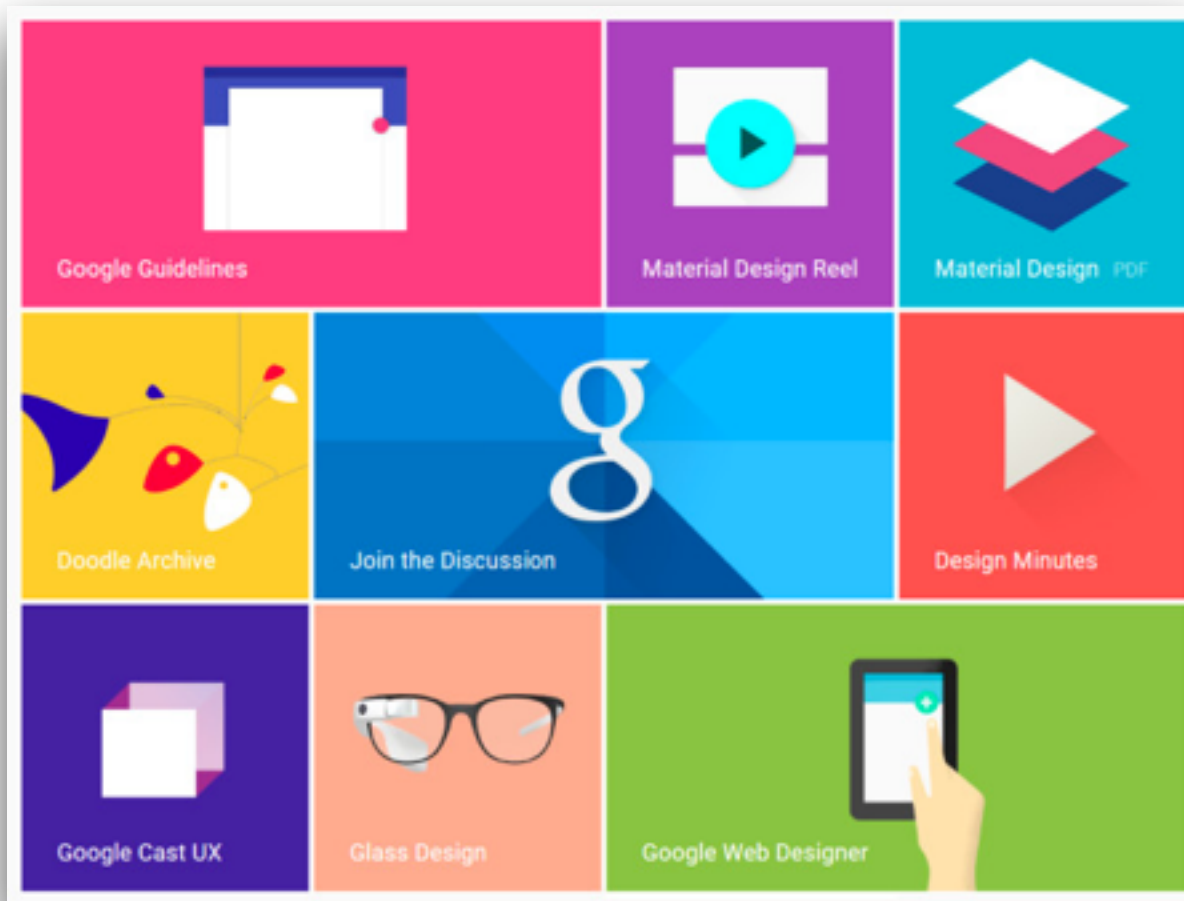 Google Guidelines
Material Design Reel
Material Design PDF
Doodle Archive
g
Join the Discussion
Design Minutes
Google Cast UX
Glass Design
Google Web Designer